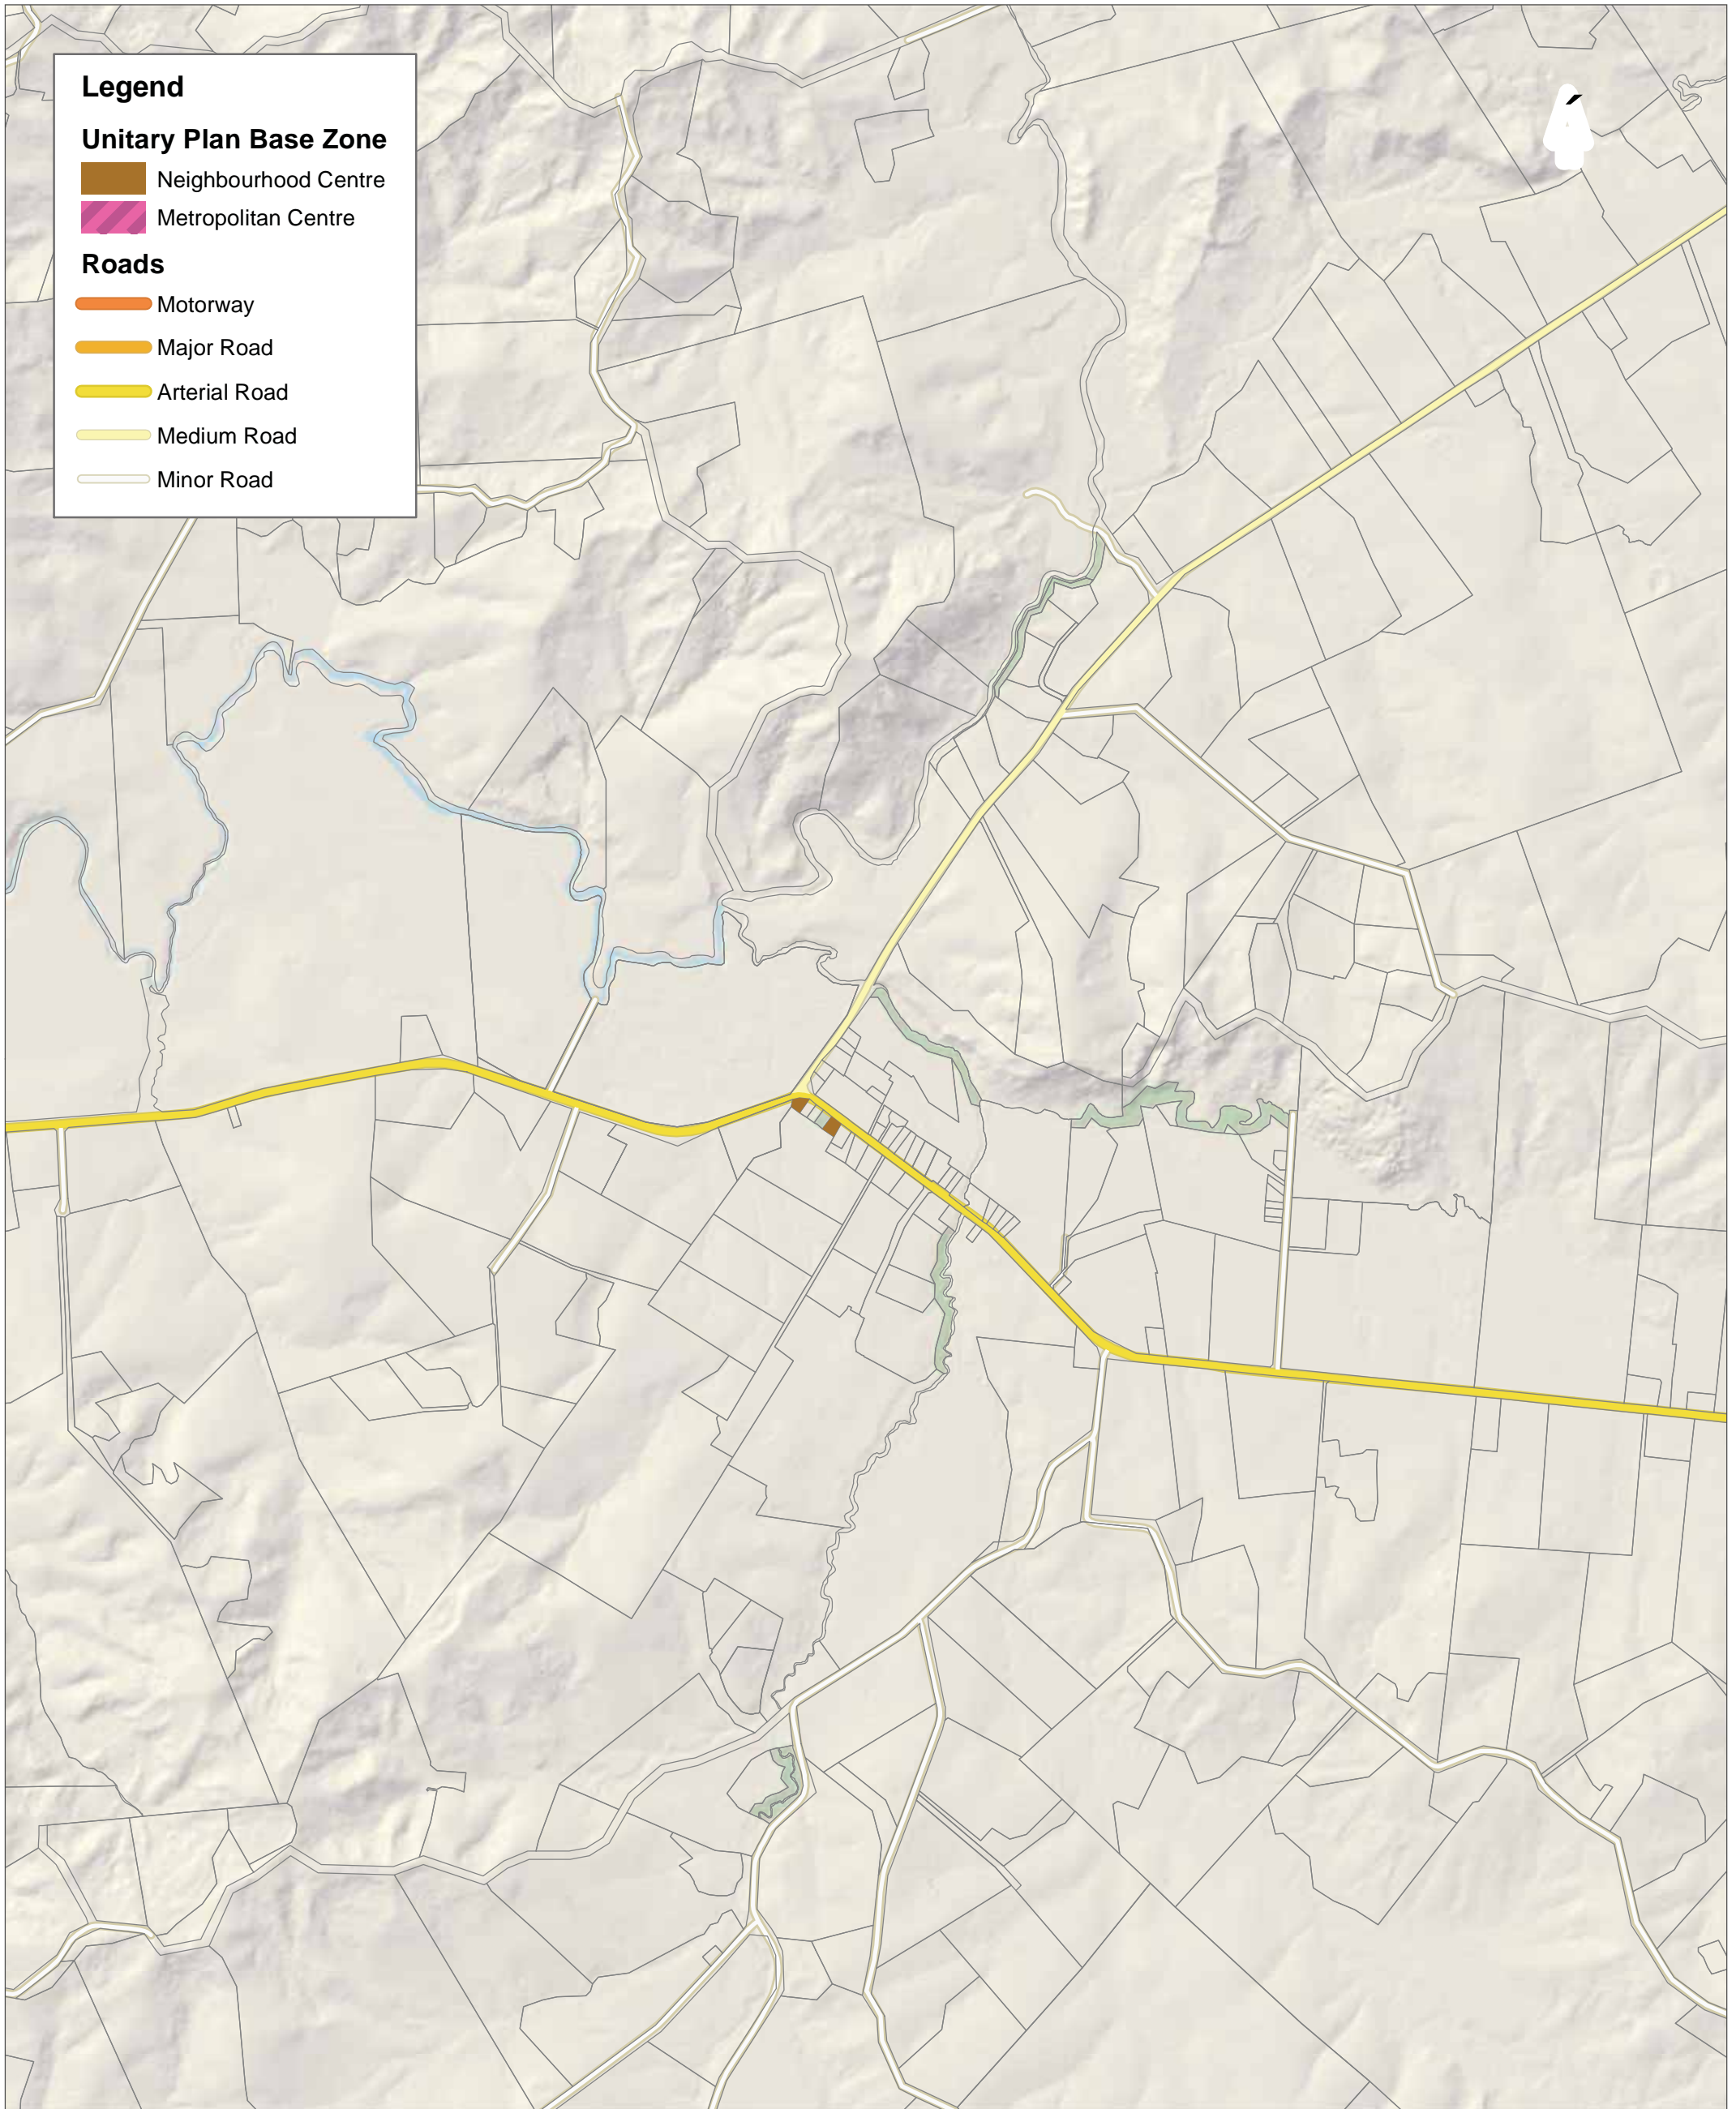 Legend
Unitary Plan Base Zone
Neighbourhood Centre
Metropolitan Centre
Roads
Motorway
Major Road
Arterial Road
Medium Road
Minor Road